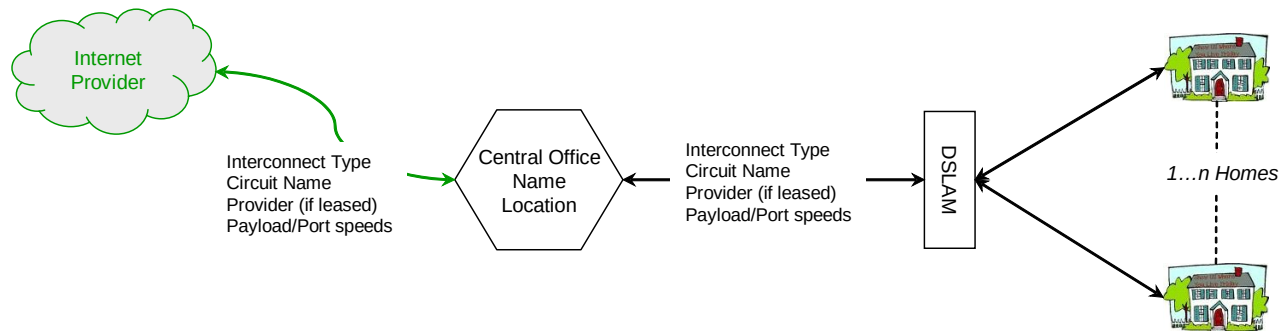 Internet
Provider
Interconnect Type
Circuit Name
Provider (if leased)
Payload/Port speeds
Central Office
Name
Location
Interconnect Type
Circuit Name
Provider (if leased)
Payload/Port speeds
DSLAM
1…n Homes